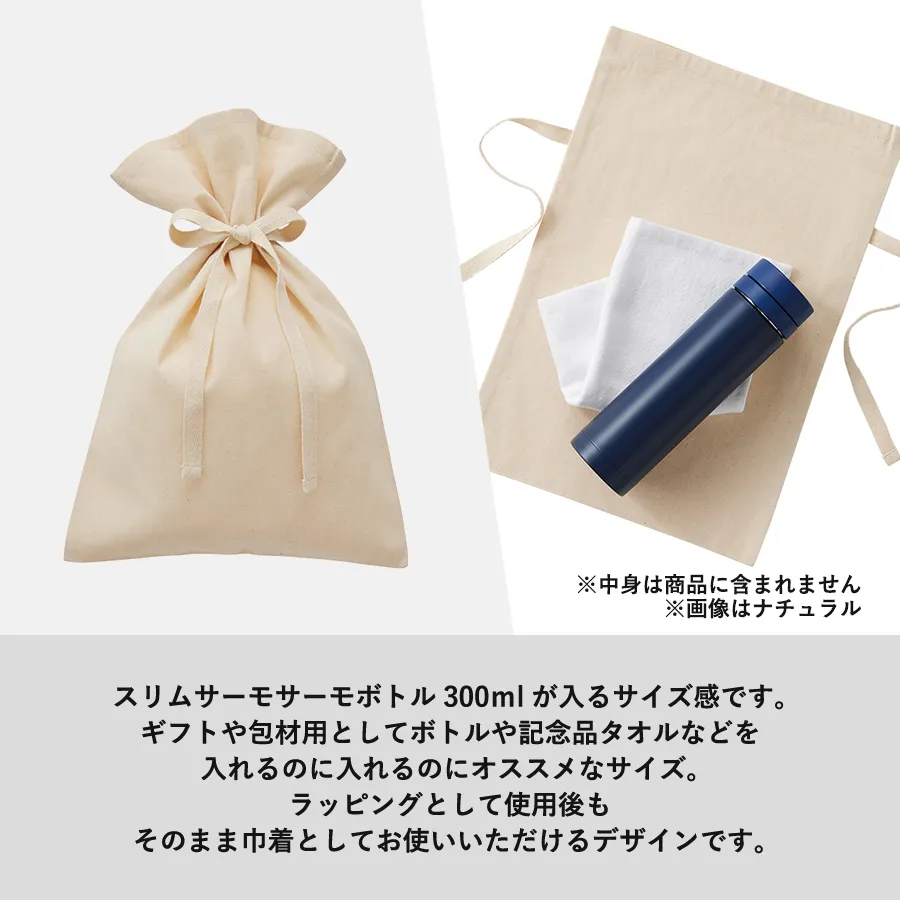 ※中身は商品に含まれません
※画像はナチュラル
スリムサーモサーモボトル 300ml が入るサイズ感です。
ギフトや包材用としてボトルや記念品タオルなどを
入れるのに入れるのにオススメなサイズ。
ラッピングとして使用後も
そのまま巾着としてお使いいただけるデザインです。